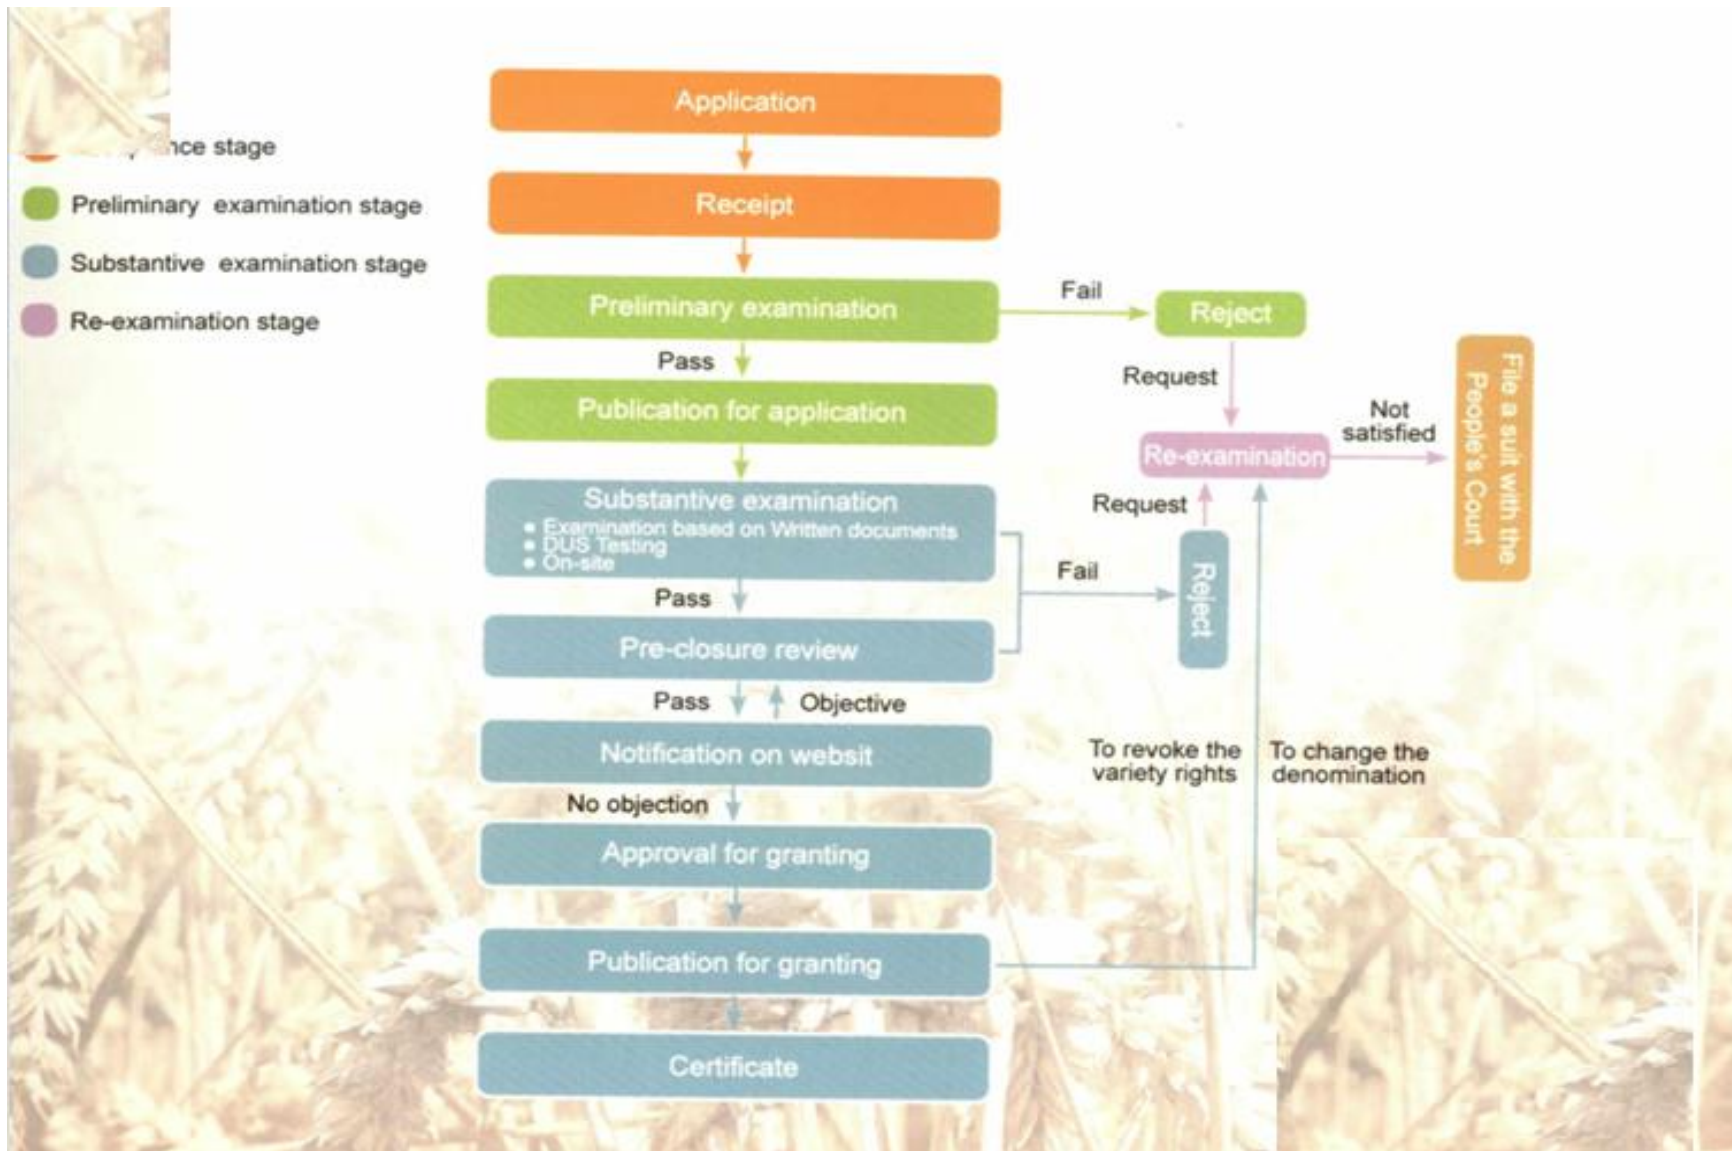 Application
stage
Receipt
Preliminary examination stage
Substantive examination stage
Re-examination stage
Preliminary examination
Fail
Reject
Pass
Request
Publication for application
Re-examination
Not
satisfied
File a suit with the
People's Court
Substantive examination
• Examination based on Written documents
• DUS Testing
• On-site
Request
Fail
Reject
Pass
Pre-closure review
Pass
Objective
Notification on websit
To revoke the
variety rights
To change the
denomination
No objection
Approval for granting
Publication for granting
Certificate